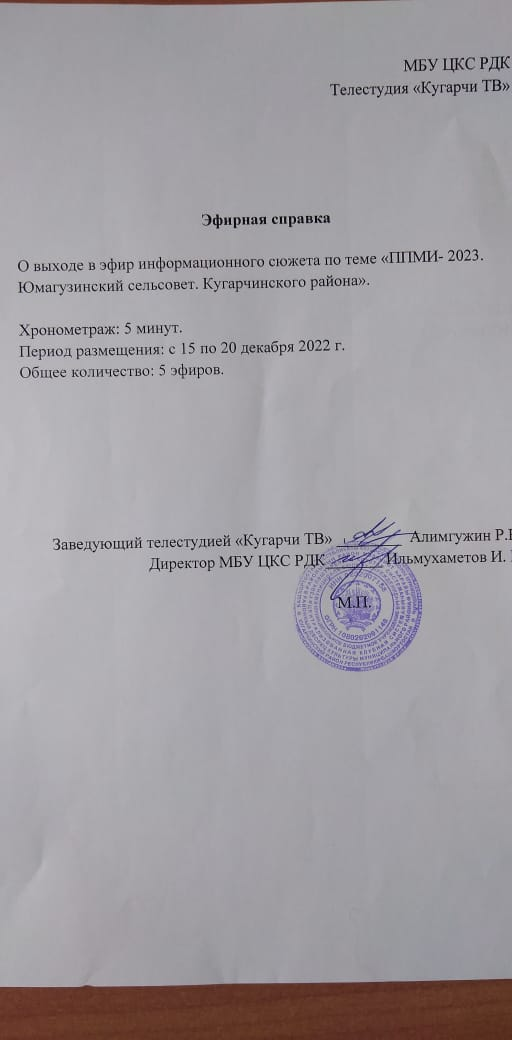 МБУ ЦКС РДК
Телестудия «Кугарчи ТВ»
Эфирная справка
О выходе в эфир информационного сюжета по теме «ППМИ- 2023.
Юмагузинский сельсовет. Кугарчинского района».
Хронометраж: 5 минут.
Период размещения: с 15 по 20 декабря 2022 г.
Общее количество: 5 эфиров.
Заведующий телестудией «Кугарчи ТВ» Алимгужин Р.
Директор МБУ ЦКС РДК Ильмухаметов И.
М.П.